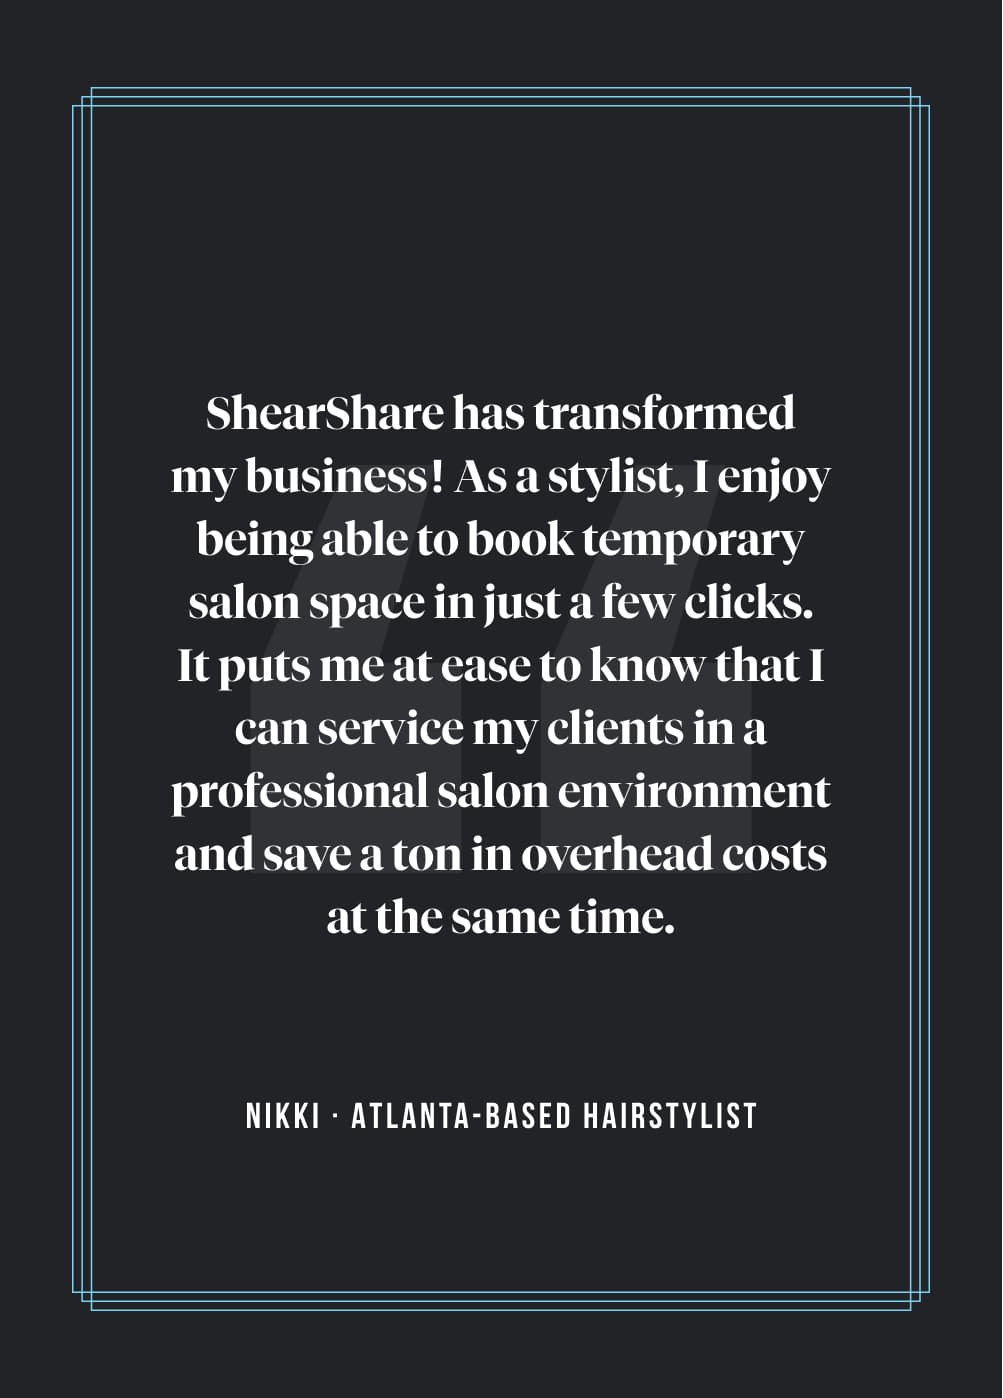 ShearShare has transformed
my business! As a stylist, I enjoy
being able to book temporary
salon space in just a few clicks.
It puts me at ease to know that I
can service my clients in a
professional salon environment
and save a ton in overhead costs
at the same time.
NIKKI · ATLANTA-BASED HAIRSTYLIST